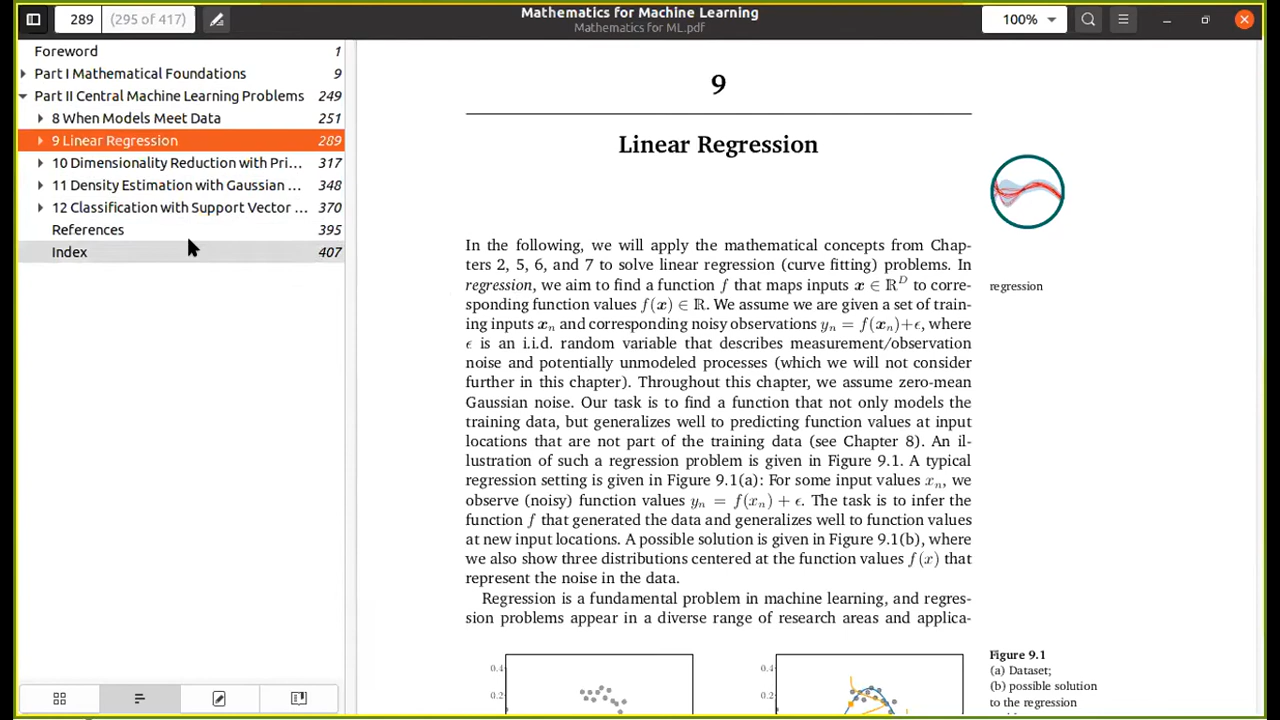 289
(295 of 417)
Mathematics for Machine Learning
Mathematics for ML.pdf
100%
Foreword 1
Part I Mathematical Foundations 9
Part II Central Machine Learning Problems 249
8 When Models Meet Data 251
9 Linear Regression 289
10 Dimensionality Reduction with Pri... 317
11 Density Estimation with Gaussian ... 348
12 Classification with Support Vector ... 370
References 395
Index 407
9
Linear Regression
In the following, we will apply the mathematical concepts from Chap-
ters 2, 5, 6, and 7 to solve linear regression (curve fitting) problems. In
regression, we aim to find a function f that maps inputs x ∈ ℝᴰ to corre-
sponding function values f(x) ∈ ℝ. We assume we are given a set of train-
ing inputs xₙ and corresponding noisy observations yₙ = f(xₙ)+ϵ, where
ϵ is an i.i.d. random variable that describes measurement/observation
noise and potentially unmodeled processes (which we will not consider
further in this chapter). Throughout this chapter, we assume zero-mean
Gaussian noise. Our task is to find a function that not only models the
training data, but generalizes well to predicting function values at input
locations that are not part of the training data (see Chapter 8). An il-
lustration of such a regression problem is given in Figure 9.1. A typical
regression setting is given in Figure 9.1(a): For some input values xₙ, we
observe (noisy) function values yₙ = f(xₙ) + ϵ. The task is to infer the
function f that generated the data and generalizes well to function values
at new input locations. A possible solution is given in Figure 9.1(b), where
we also show three distributions centered at the function values f(x) that
represent the noise in the data.
Regression is a fundamental problem in machine learning, and regres-
sion problems appear in a diverse range of research areas and applica-
regression
0.4
0.2
0.4
0.2
Figure 9.1
(a) Dataset;
(b) possible solution
to the regression